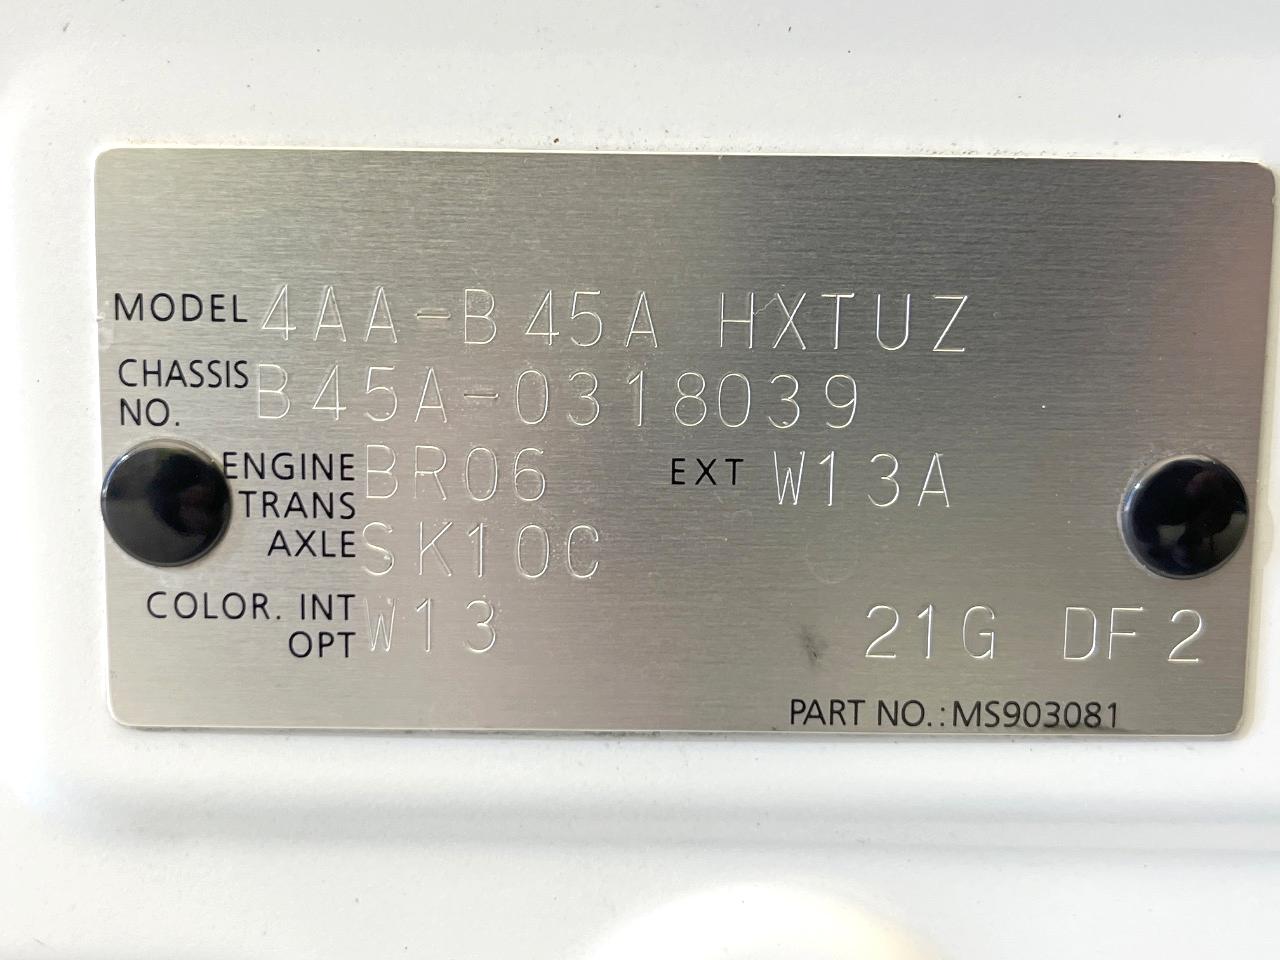 MODEL 4AA-B45A HXTUZ
CHASSIS NO. B45A-0318039
ENGINE BR06 EXT W13A
TRANS AXLE SK10C
COLOR. INT OPT W13 21G DF2
PART NO.: MS903081